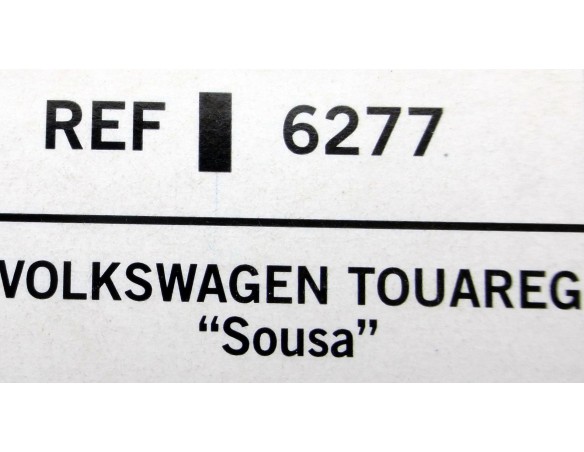 REF 6277
VOLKSWAGEN TOUAREG
“Sousa”